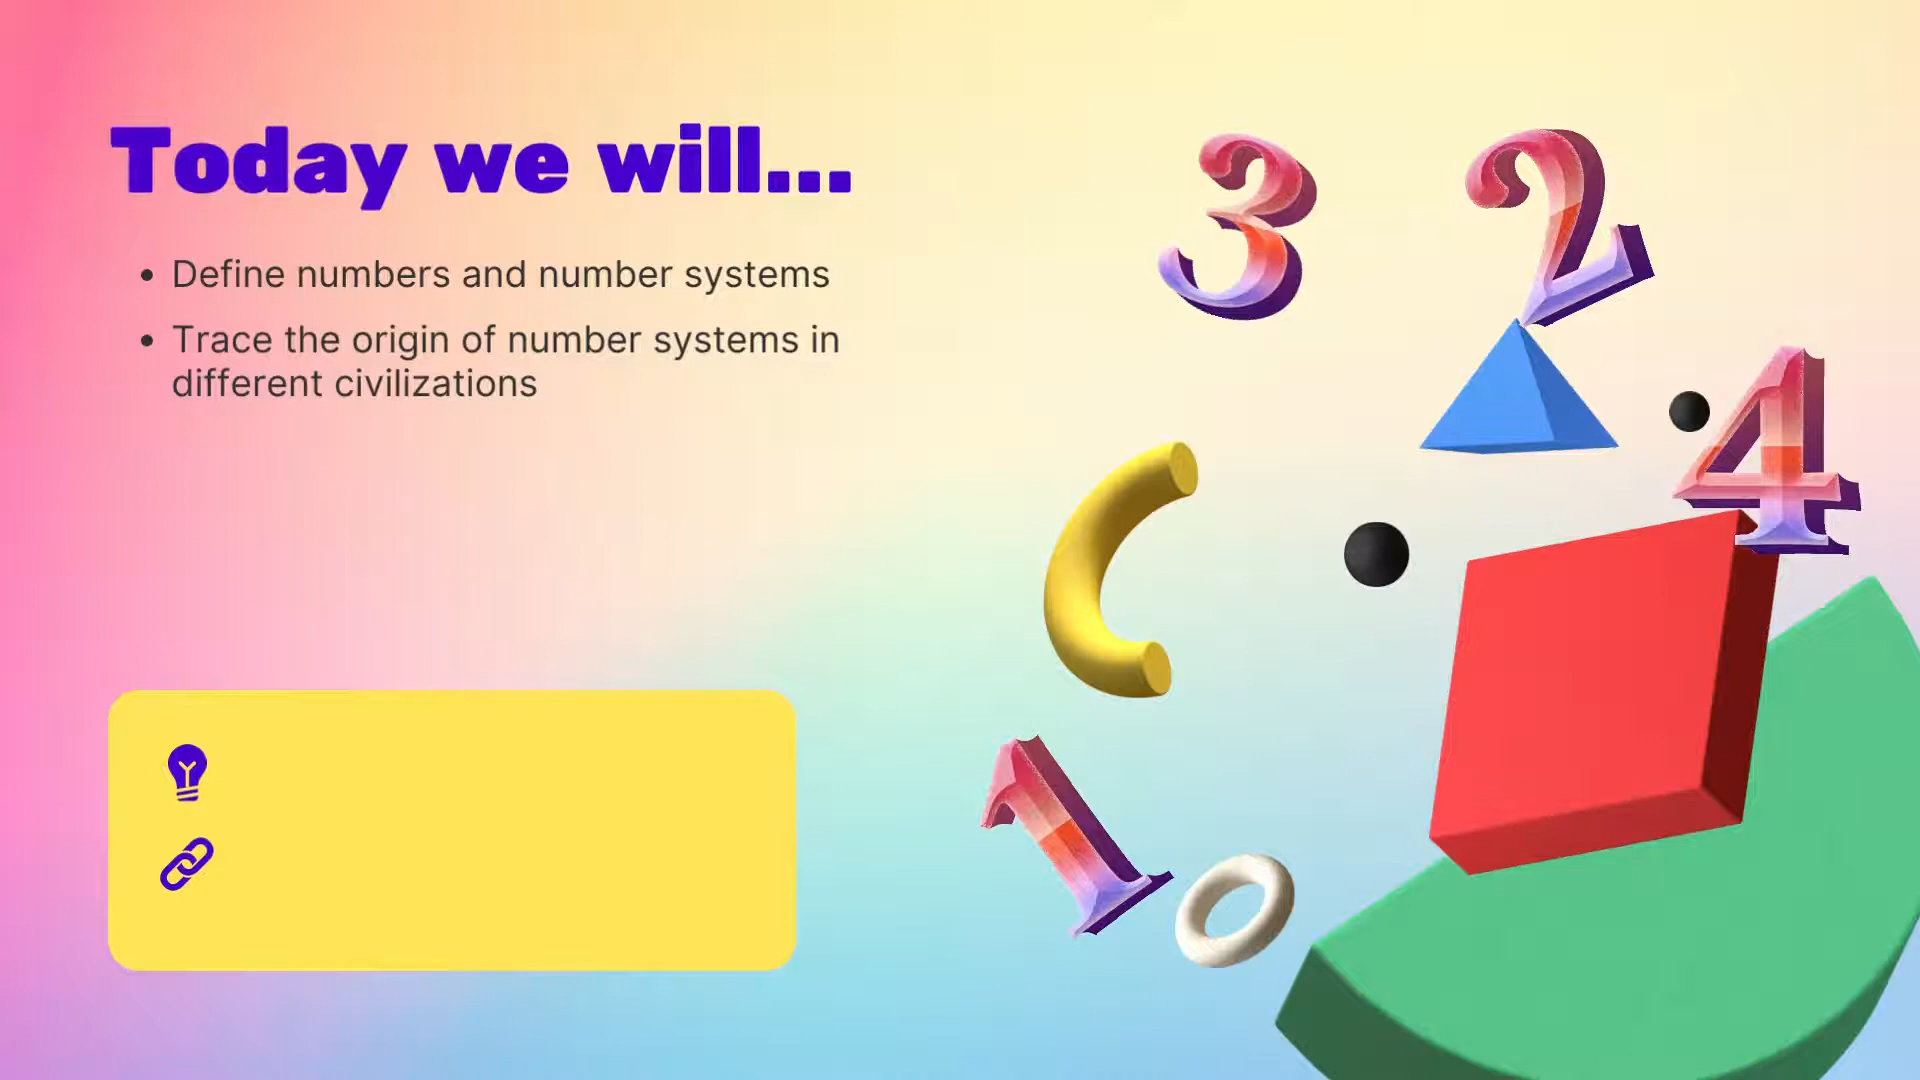 Today we will...
• Define numbers and number systems
• Trace the origin of number systems in
different civilizations
3
2
4
1